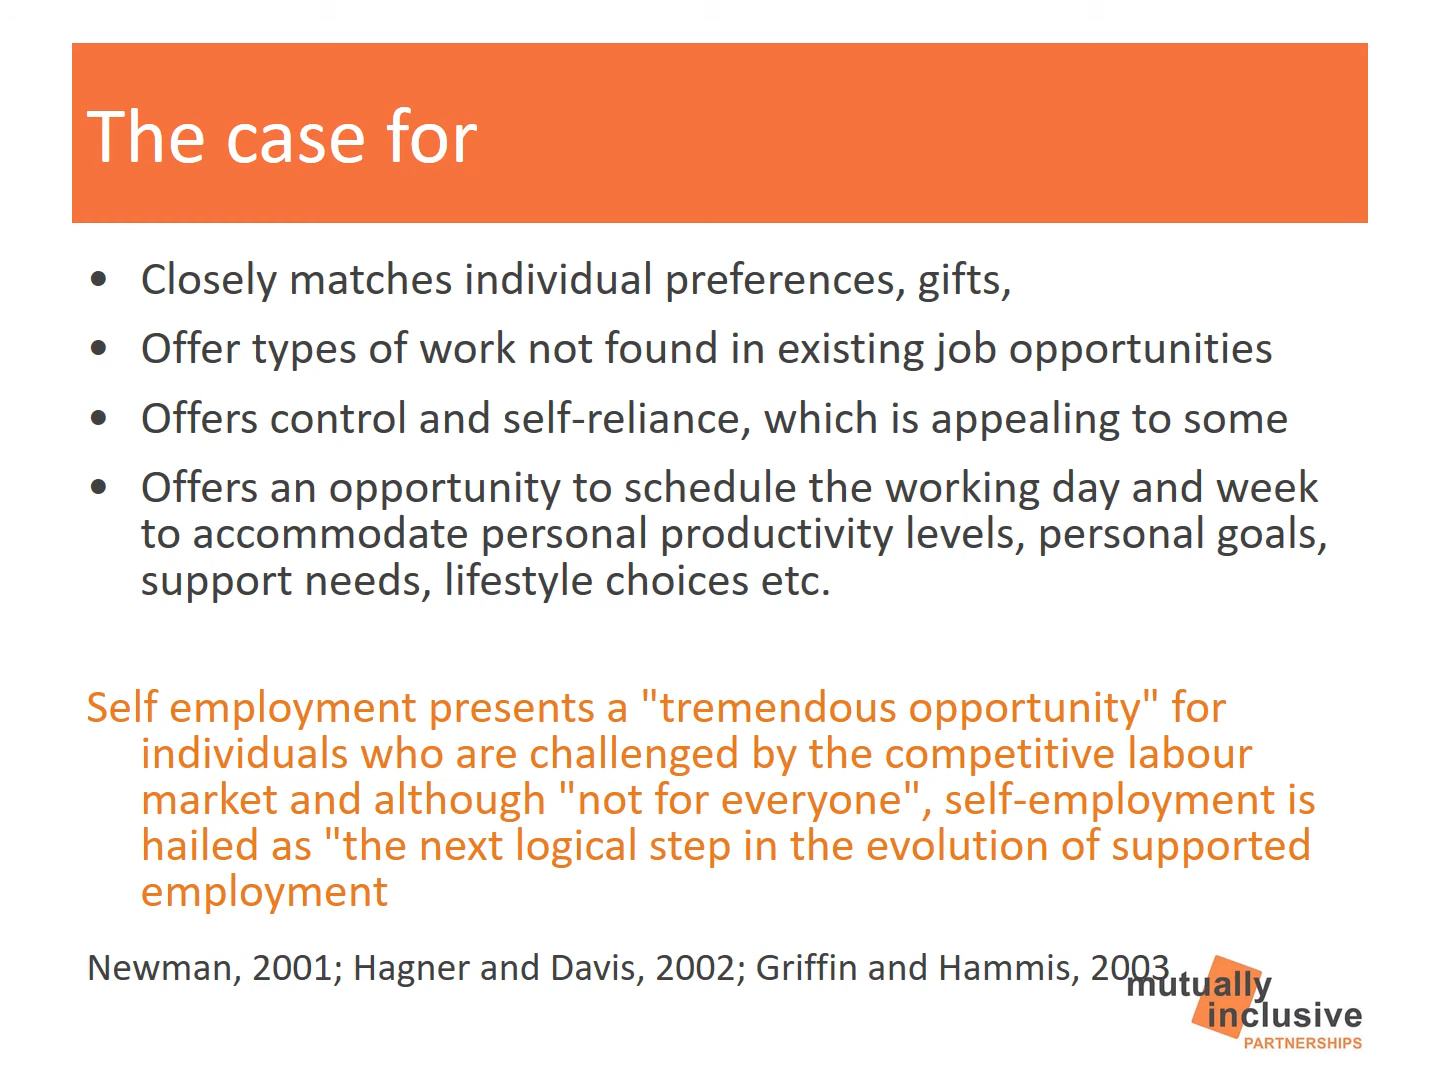 The case for
• Closely matches individual preferences, gifts,
• Offer types of work not found in existing job opportunities
• Offers control and self-reliance, which is appealing to some
• Offers an opportunity to schedule the working day and week
to accommodate personal productivity levels, personal goals,
support needs, lifestyle choices etc.
Self employment presents a "tremendous opportunity" for
individuals who are challenged by the competitive labour
market and although "not for everyone", self-employment is
hailed as "the next logical step in the evolution of supported
employment
Newman, 2001; Hagner and Davis, 2002; Griffin and Hammis, 2003
mutually
inclusive
PARTNERSHIPS